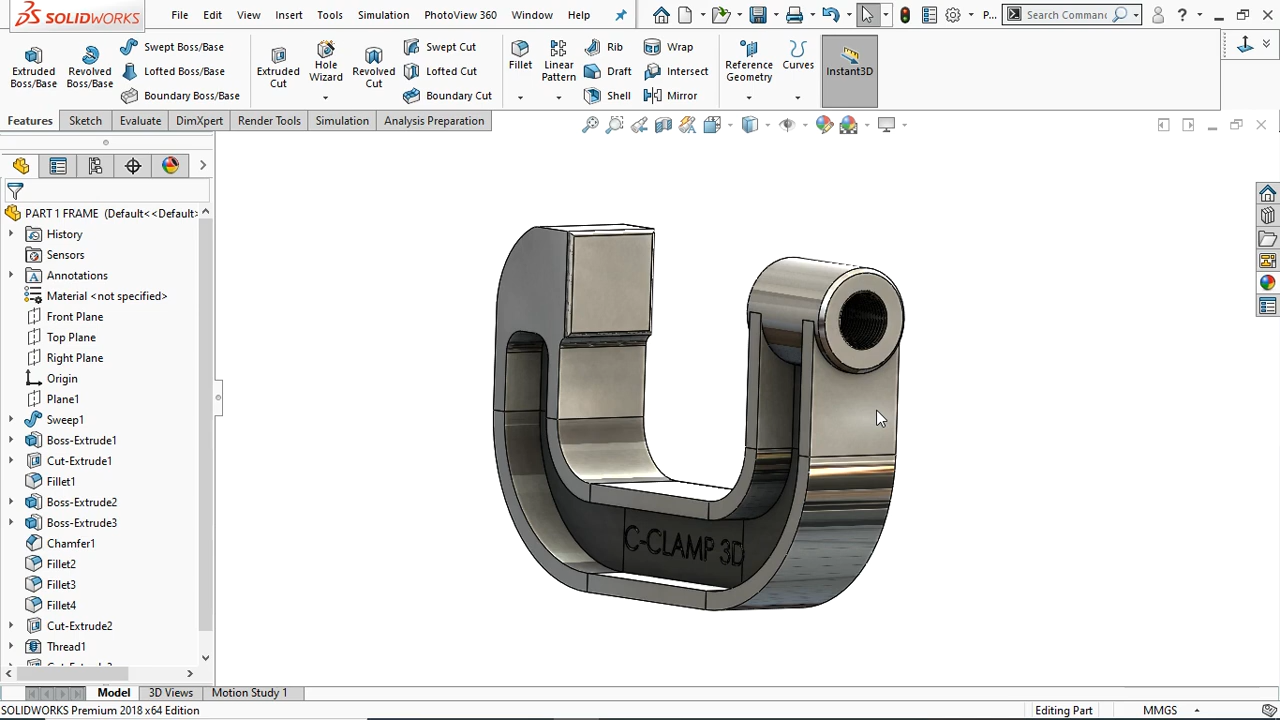 SOLIDWORKS File Edit View Insert Tools Simulation PhotoView 360 Window Help P... Search Comman ?
Extruded Boss/Base
Revolved Boss/Base
Swept Boss/Base
Lofted Boss/Base
Boundary Boss/Base
Extruded Cut
Hole Wizard
Revolved Cut
Swept Cut
Lofted Cut
Boundary Cut
Fillet
Linear Pattern
Rib
Draft
Shell
Wrap
Intersect
Mirror
Reference Geometry
Curves
Instant3D
Features Sketch Evaluate DimXpert Render Tools Simulation Analysis Preparation
PART 1 FRAME (Default<<Default>
History
Sensors
Annotations
Material <not specified>
Front Plane
Top Plane
Right Plane
Origin
Plane1
Sweep1
Boss-Extrude1
Cut-Extrude1
Fillet1
Boss-Extrude2
Boss-Extrude3
Chamfer1
Fillet2
Fillet3
Fillet4
Cut-Extrude2
Thread1
C-CLAMP 3D
Model 3D Views Motion Study 1
SOLIDWORKS Premium 2018 x64 Edition Editing Part MMGS